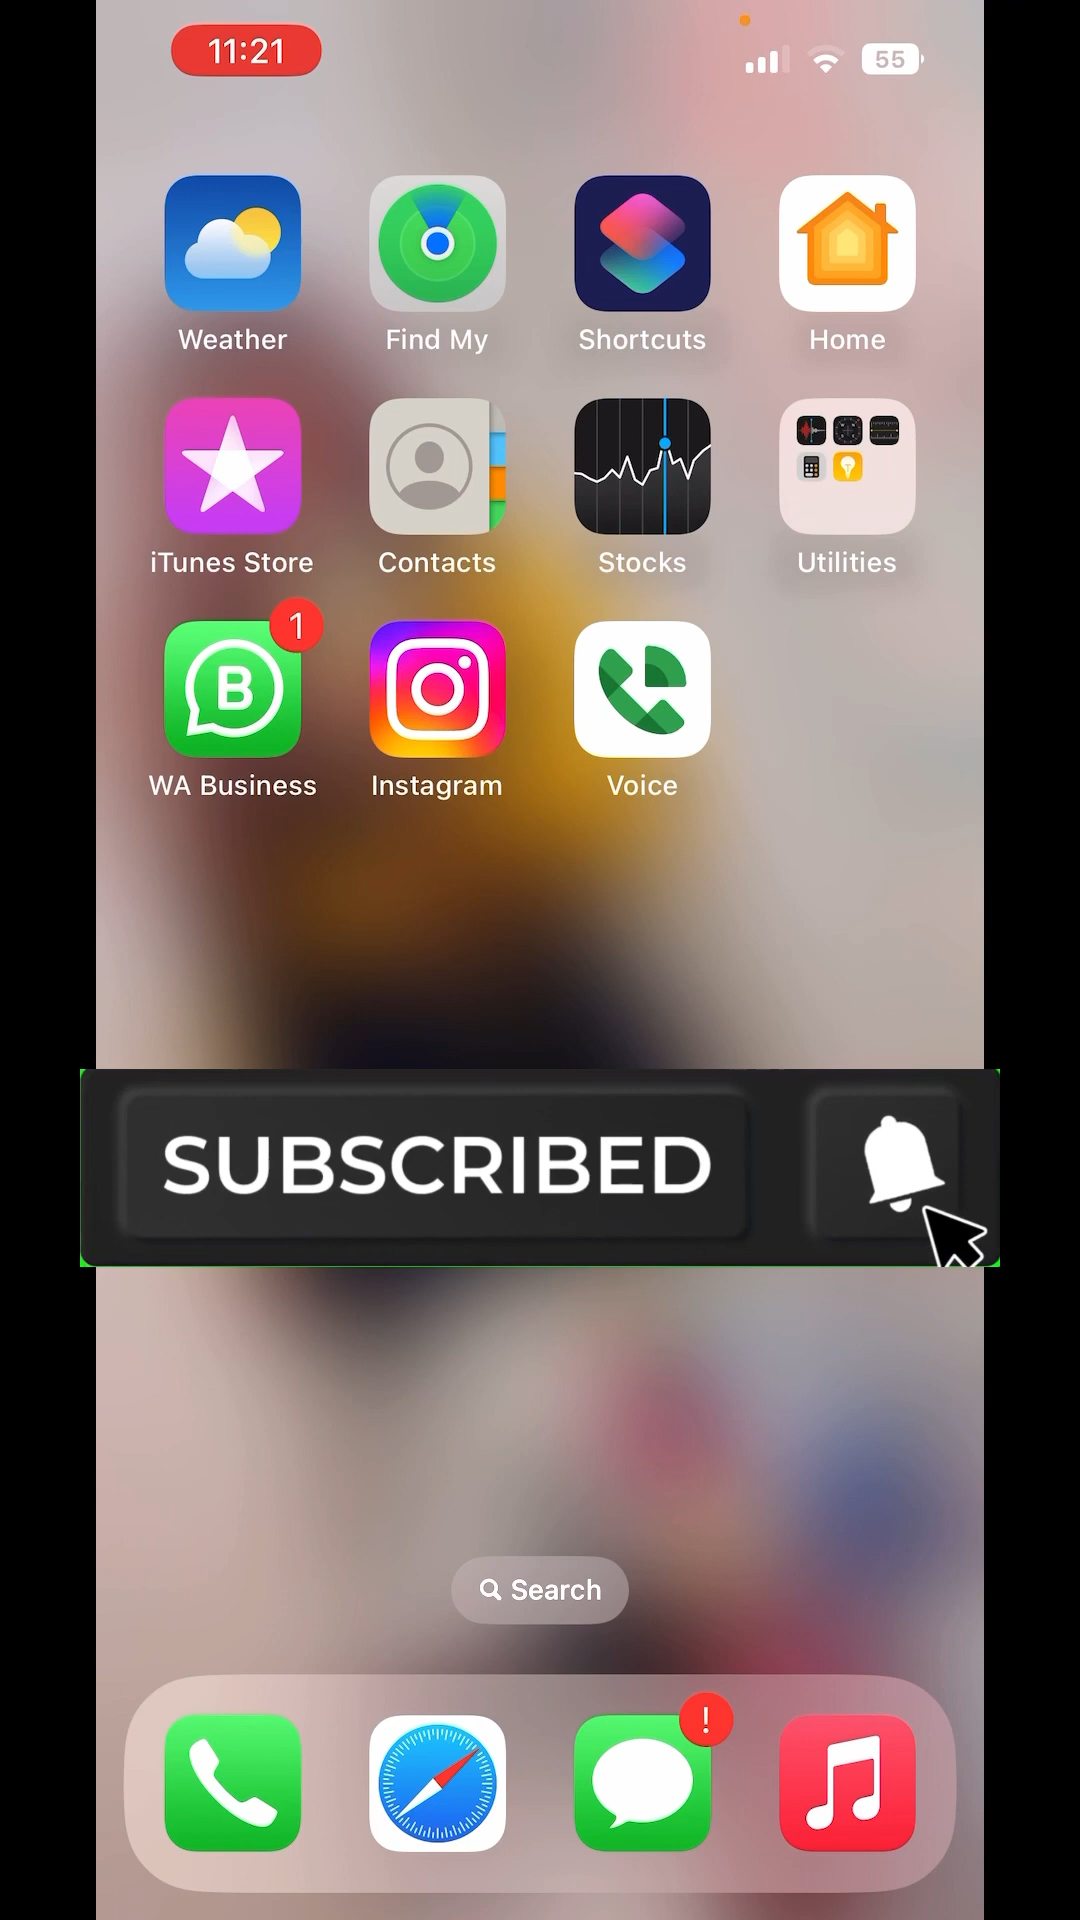 11:21
55
Weather
Find My
Shortcuts
Home
iTunes Store
Contacts
Stocks
Utilities
1
B
WA Business
Instagram
Voice
SUBSCRIBED
Search
!